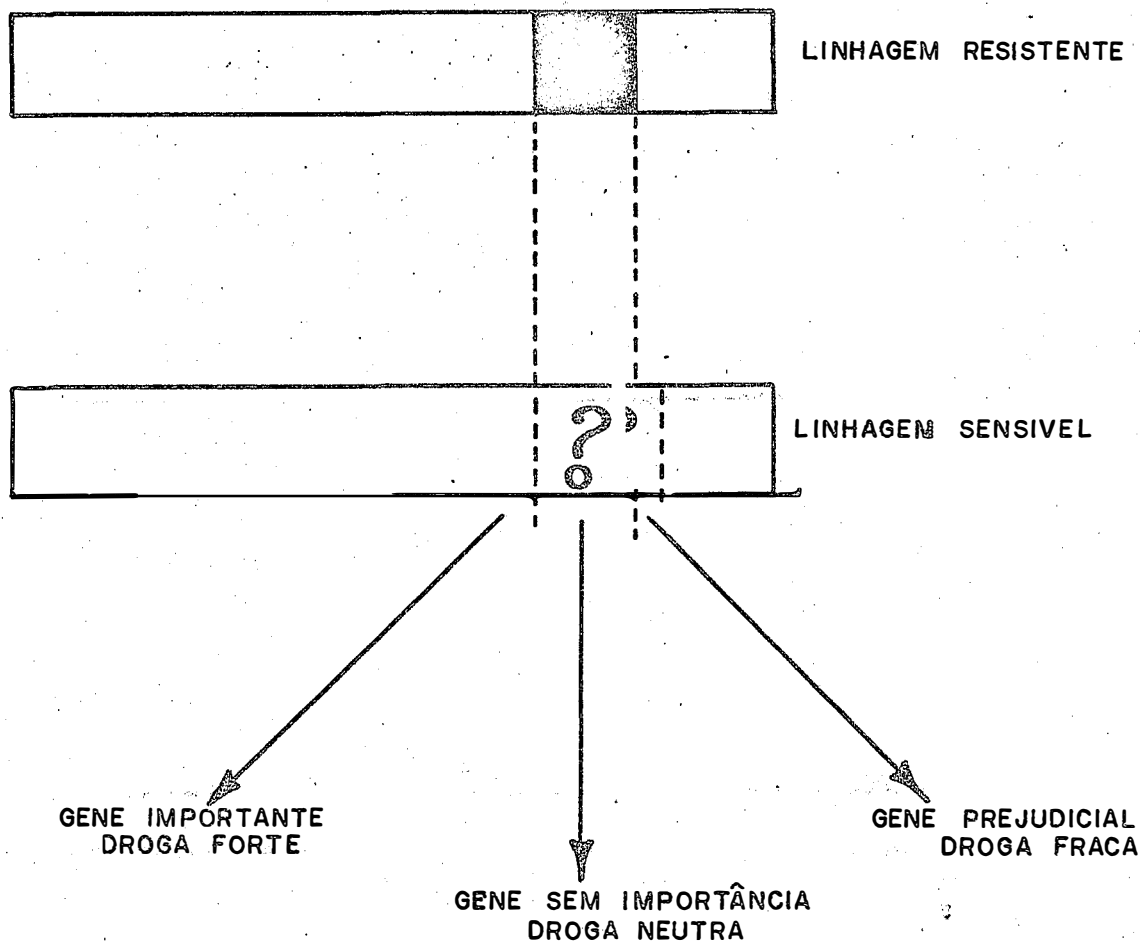 LINHAGEM RESISTENTE
?
LINHAGEM SENSIVEL
GENE IMPORTANTE
DROGA FORTE
GENE PREJUDICIAL
DROGA FRACA
GENE SEM IMPORTÂNCIA
DROGA NEUTRA